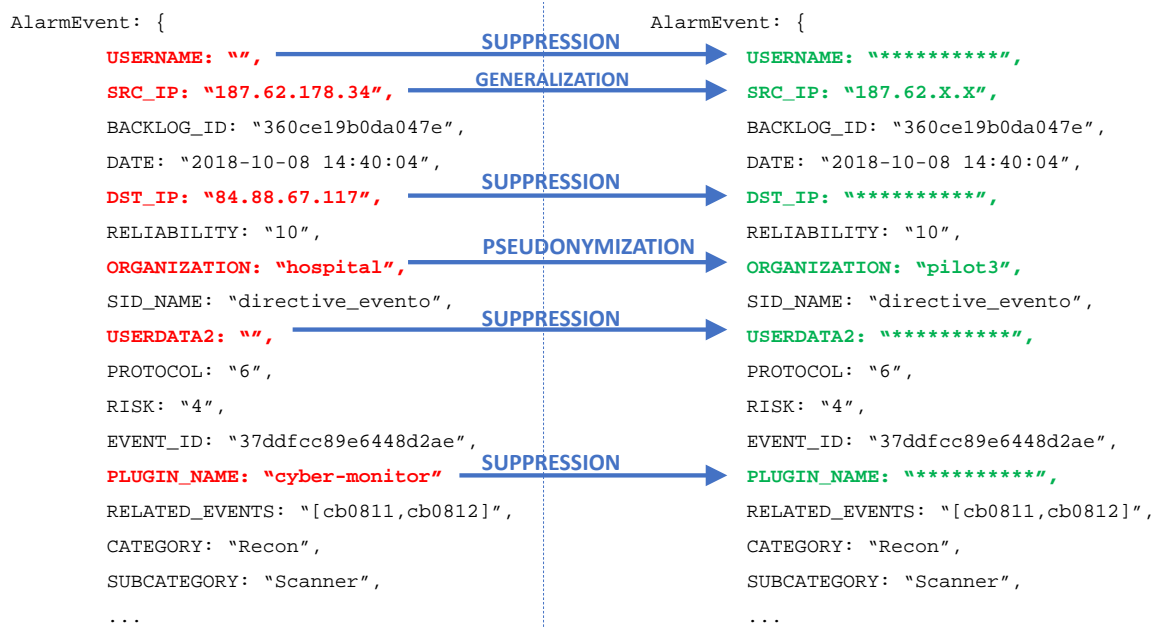 AlarmEvent: { AlarmEvent: {
USERNAME: “”, SUPPRESSION USERNAME: “**********”,
SRC_IP: “187.62.178.34”, GENERALIZATION SRC_IP: “187.62.X.X”,
BACKLOG_ID: “360ce19b0da047e”, BACKLOG_ID: “360ce19b0da047e”,
DATE: “2018-10-08 14:40:04”, DATE: “2018-10-08 14:40:04”,
DST_IP: “84.88.67.117”, SUPPRESSION DST_IP: “**********”,
RELIABILITY: “10”, RELIABILITY: “10”,
ORGANIZATION: “hospital”, PSEUDONYMIZATION ORGANIZATION: “pilot3”,
SID_NAME: “directive_evento”, SID_NAME: “directive_evento”,
USERDATA2: “”, SUPPRESSION USERDATA2: “**********”,
PROTOCOL: “6”, PROTOCOL: “6”,
RISK: “4”, RISK: “4”,
EVENT_ID: “37ddfcc89e6448d2ae”, EVENT_ID: “37ddfcc89e6448d2ae”,
PLUGIN_NAME: “cyber-monitor” SUPPRESSION PLUGIN_NAME: “**********”,
RELATED_EVENTS: “[cb0811,cb0812]”, RELATED_EVENTS: “[cb0811,cb0812]”,
CATEGORY: “Recon”, CATEGORY: “Recon”,
SUBCATEGORY: “Scanner”, SUBCATEGORY: “Scanner”,
... ...